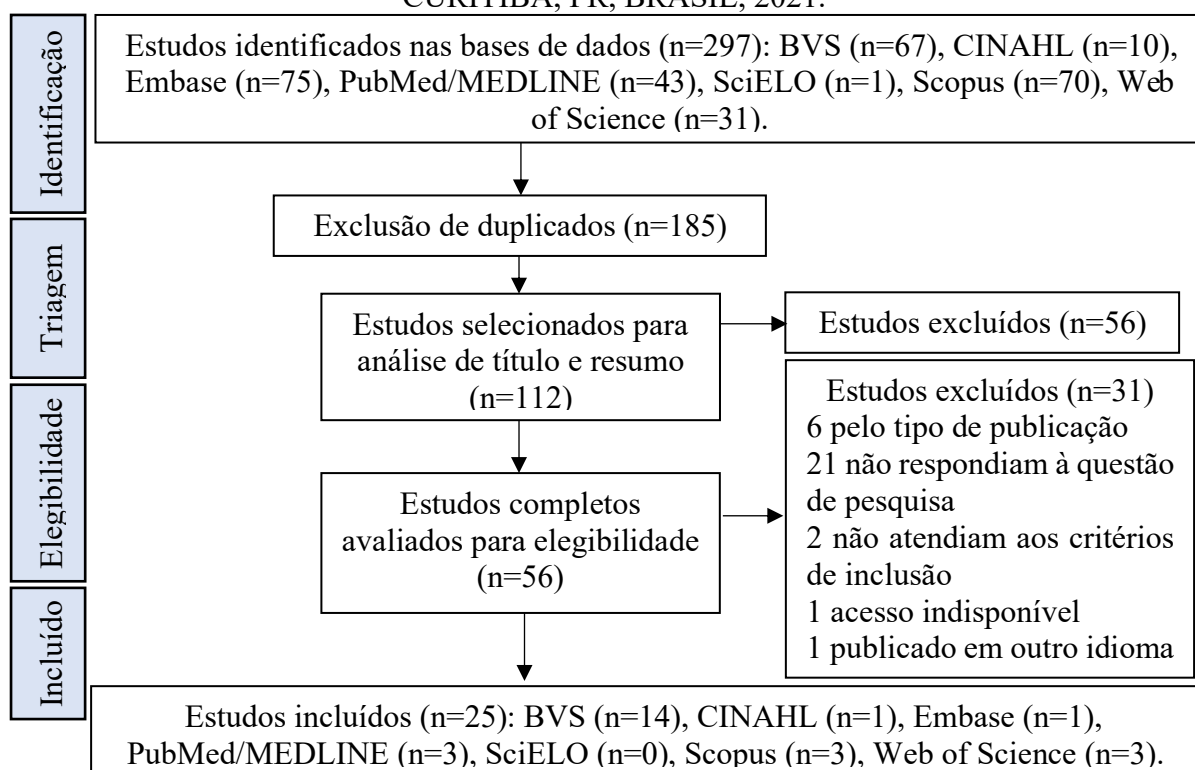 CURITIBA, PR, BRASIL, 2021.
Identificação
Estudos identificados nas bases de dados (n=297): BVS (n=67), CINAHL (n=10),
Embase (n=75), PubMed/MEDLINE (n=43), SciELO (n=1), Scopus (n=70), Web
of Science (n=31).
Triagem
Exclusão de duplicados (n=185)
Estudos selecionados para
análise de título e resumo
(n=112)
Estudos excluídos (n=56)
Elegibilidade
Estudos completos
avaliados para elegibilidade
(n=56)
Estudos excluídos (n=31)
6 pelo tipo de publicação
21 não respondiam à questão
de pesquisa
2 não atendiam aos critérios
de inclusão
1 acesso indisponível
1 publicado em outro idioma
Incluído
Estudos incluídos (n=25): BVS (n=14), CINAHL (n=1), Embase (n=1),
PubMed/MEDLINE (n=3), SciELO (n=0), Scopus (n=3), Web of Science (n=3).